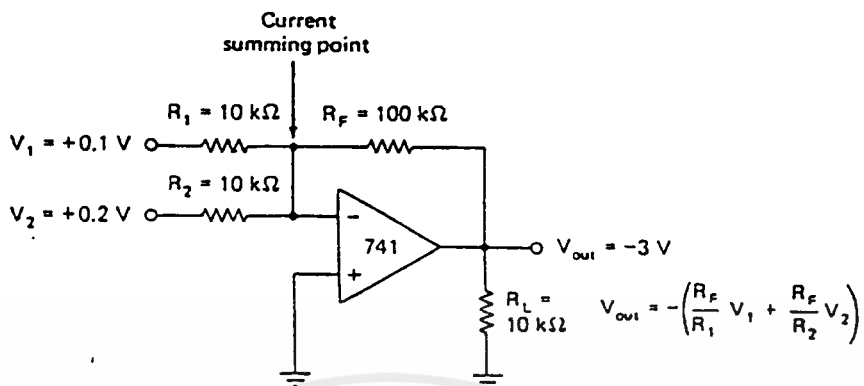 Current
summing point
R₁ = 10 kΩ
R_F = 100 kΩ
V₁ = +0.1 V
R₂ = 10 kΩ
V₂ = +0.2 V
−
741
+
V_out = −3 V
R_L =
10 kΩ
V_out = −(R_F/R₁ V₁ + R_F/R₂ V₂)